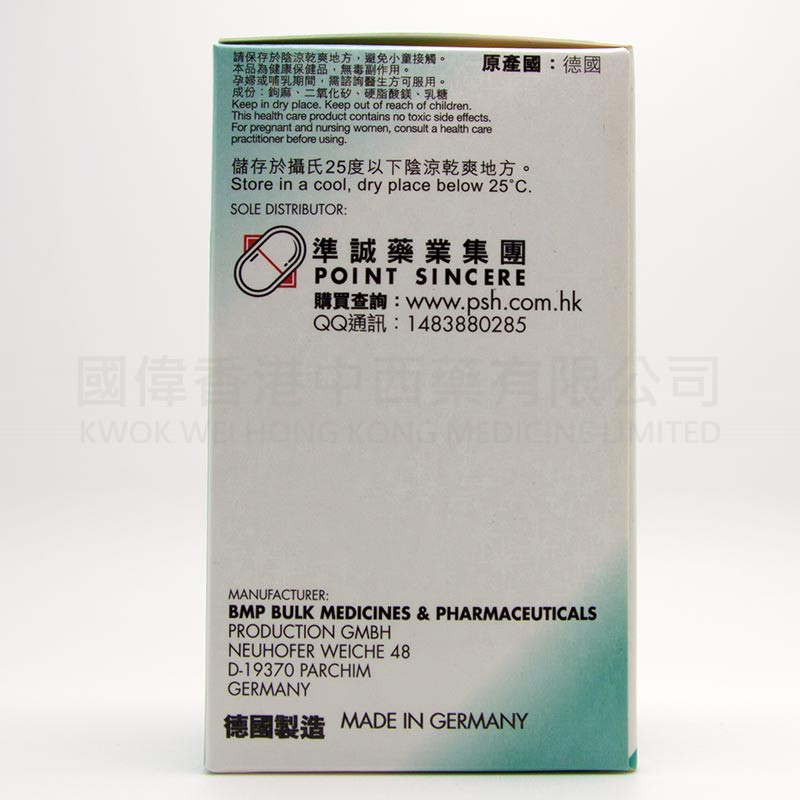 請保存於陰涼乾爽地方，避免小童接觸。
本品為健康保健品，無毒副作用。
孕婦或哺乳期間，需諮詢醫生方可服用。
成份：鉤麻、二氧化矽、硬脂酸鎂、乳糖
Keep in dry place. Keep out of reach of children.
This health care product contains no toxic side effects.
For pregnant and nursing women, consult a health care
practitioner before using.
原產國：德國
儲存於攝氏25度以下陰涼乾爽地方。
Store in a cool, dry place below 25˚C.
SOLE DISTRIBUTOR:
準誠藥業集團
POINT SINCERE
購買查詢：www.psh.com.hk
QQ通訊：1483880285
國偉香港中西藥有限公司
KWOK WEI HONG KONG MEDICINE LIMITED
MANUFACTURER:
BMP BULK MEDICINES & PHARMACEUTICALS
PRODUCTION GMBH
NEUHOFER WEICHE 48
D-19370 PARCHIM
GERMANY
德國製造 MADE IN GERMANY